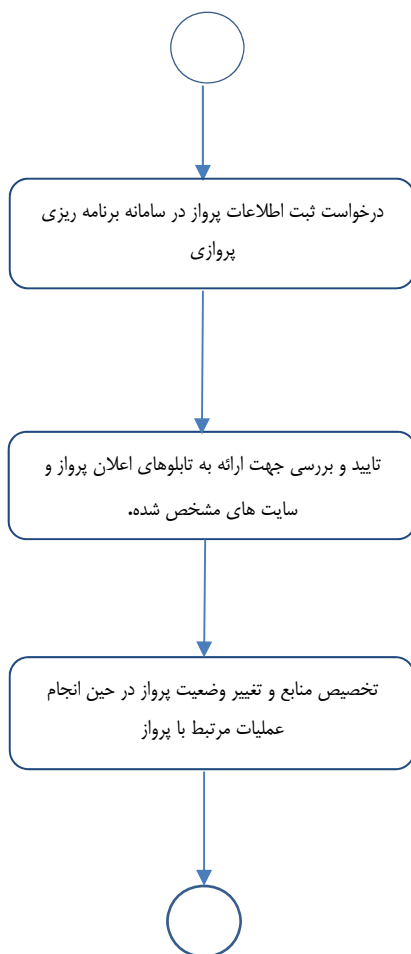 درخواست ثبت اطلاعات پرواز در سامانه برنامه ریزی
پروازی
تایید و بررسی جهت ارائه به تابلوهای اعلان پرواز و
سایت های مشخص شده.
تخصیص منابع و تغییر وضعیت پرواز در حین انجام
عملیات مرتبط با پرواز